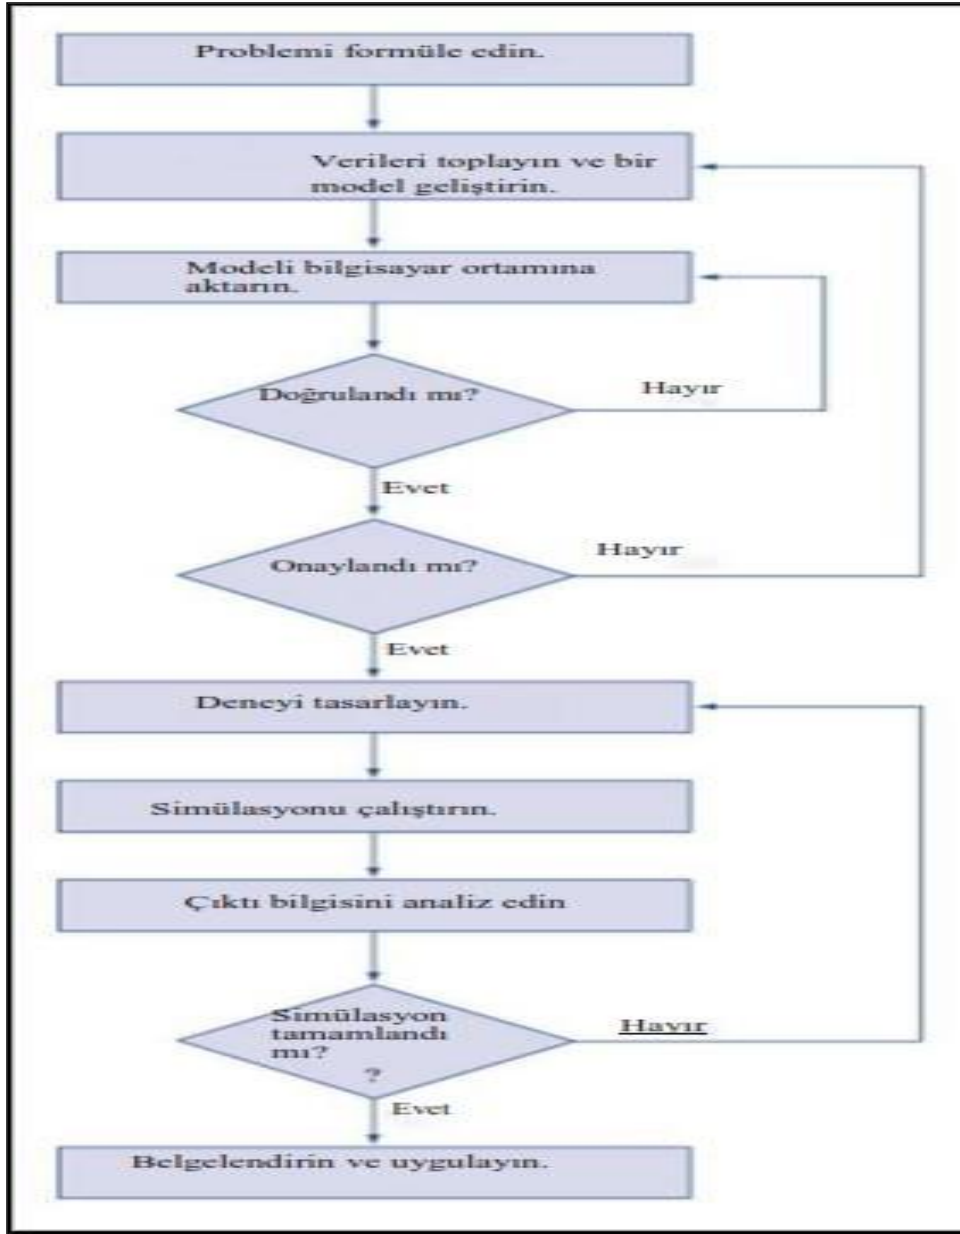 Problemi formüle edin.
Verileri toplayın ve bir
model geliştirin.
Modeli bilgisayar ortamına
aktarın.
Doğrulandı mı?
Hayır
Evet
Onaylandı mı?
Hayır
Evet
Deneyi tasarlayın.
Simülasyonu çalıştırın.
Çıktı bilgisini analiz edin
Simülasyon
tamamlandı
mı?
?
Hayır
Evet
Belgelendirin ve uygulayın.